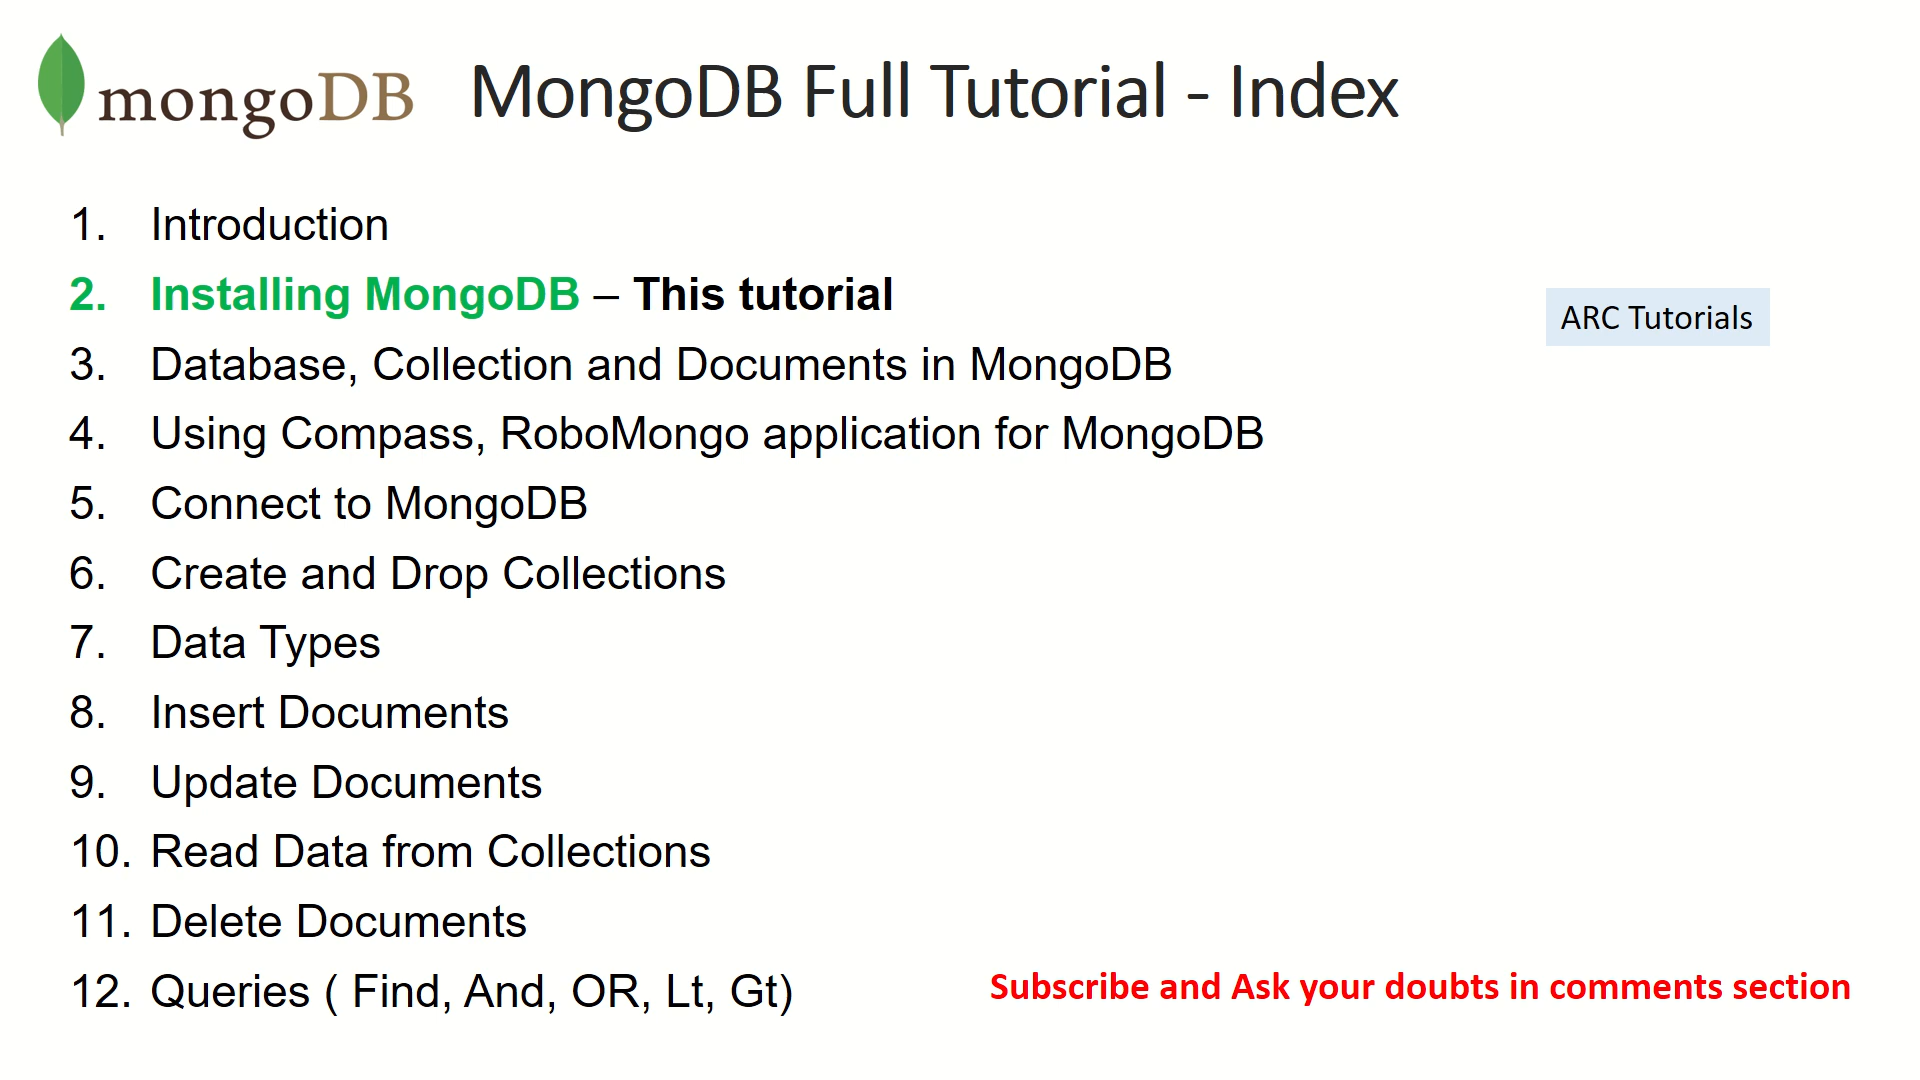 mongoDB
MongoDB Full Tutorial - Index
1. Introduction
2. Installing MongoDB – This tutorial
ARC Tutorials
3. Database, Collection and Documents in MongoDB
4. Using Compass, RoboMongo application for MongoDB
5. Connect to MongoDB
6. Create and Drop Collections
7. Data Types
8. Insert Documents
9. Update Documents
10. Read Data from Collections
11. Delete Documents
12. Queries ( Find, And, OR, Lt, Gt)
Subscribe and Ask your doubts in comments section